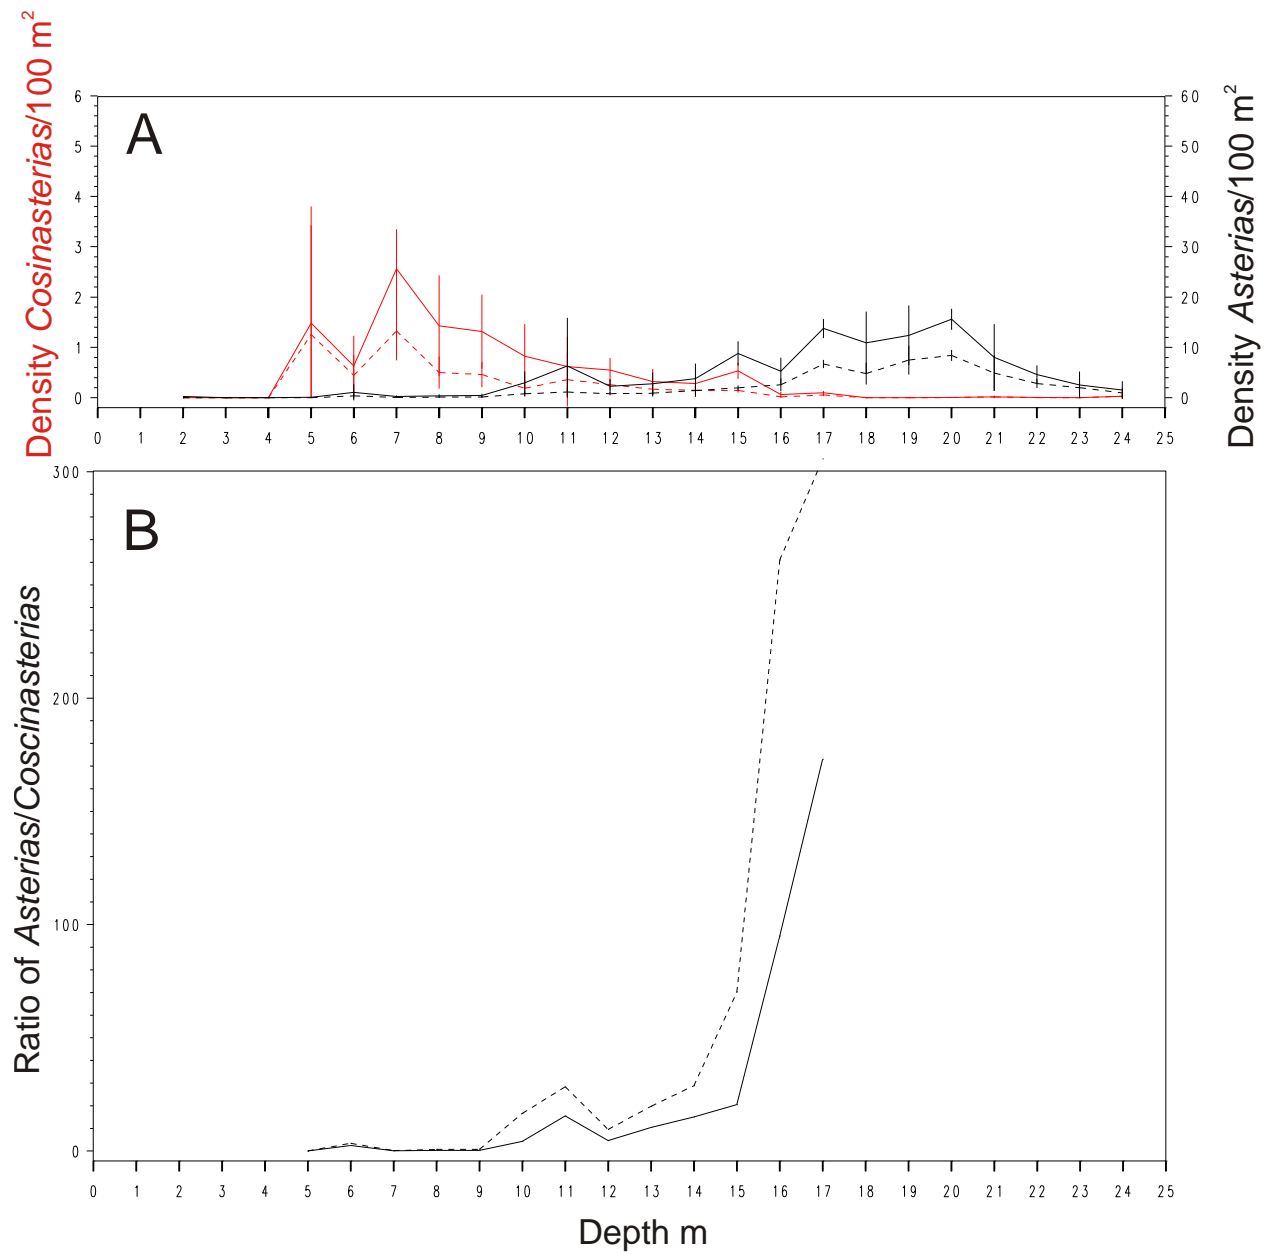 Density Cosinasterias/100 m²
6
5
4
3
2
1
0
A
60
50
40
30
20
10
0
Density Asterias/100 m²
0 1 2 3 4 5 6 7 8 9 10 11 12 13 14 15 16 17 18 19 20 21 22 23 24 25
Ratio of Asterias/Coscinasterias
300
200
100
0
B
0 1 2 3 4 5 6 7 8 9 10 11 12 13 14 15 16 17 18 19 20 21 22 23 24 25
Depth m